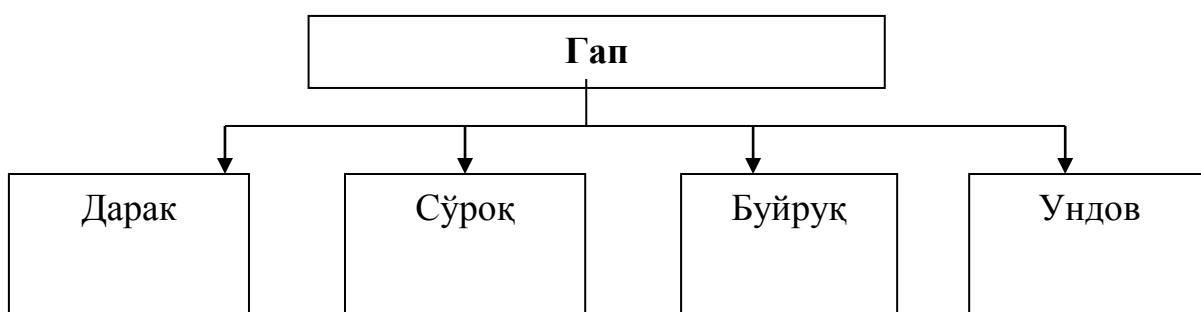 Гап
Дарак
Сўроқ
Буйруқ
Ундов